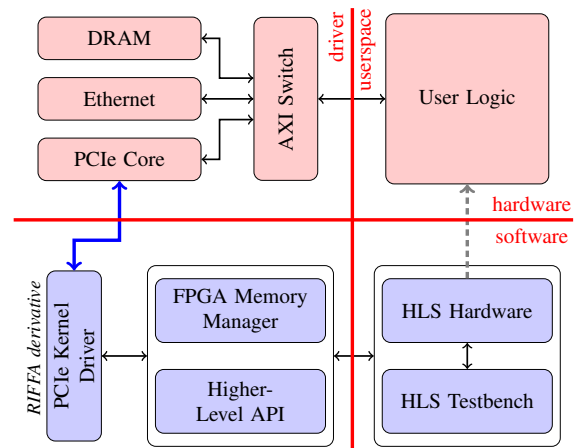 DRAM
Ethernet
PCIe Core
AXI Switch
driver
userspace
User Logic
hardware
software
RIFFA derivative
PCIe Kernel
Driver
FPGA Memory
Manager
Higher-
Level API
HLS Hardware
HLS Testbench